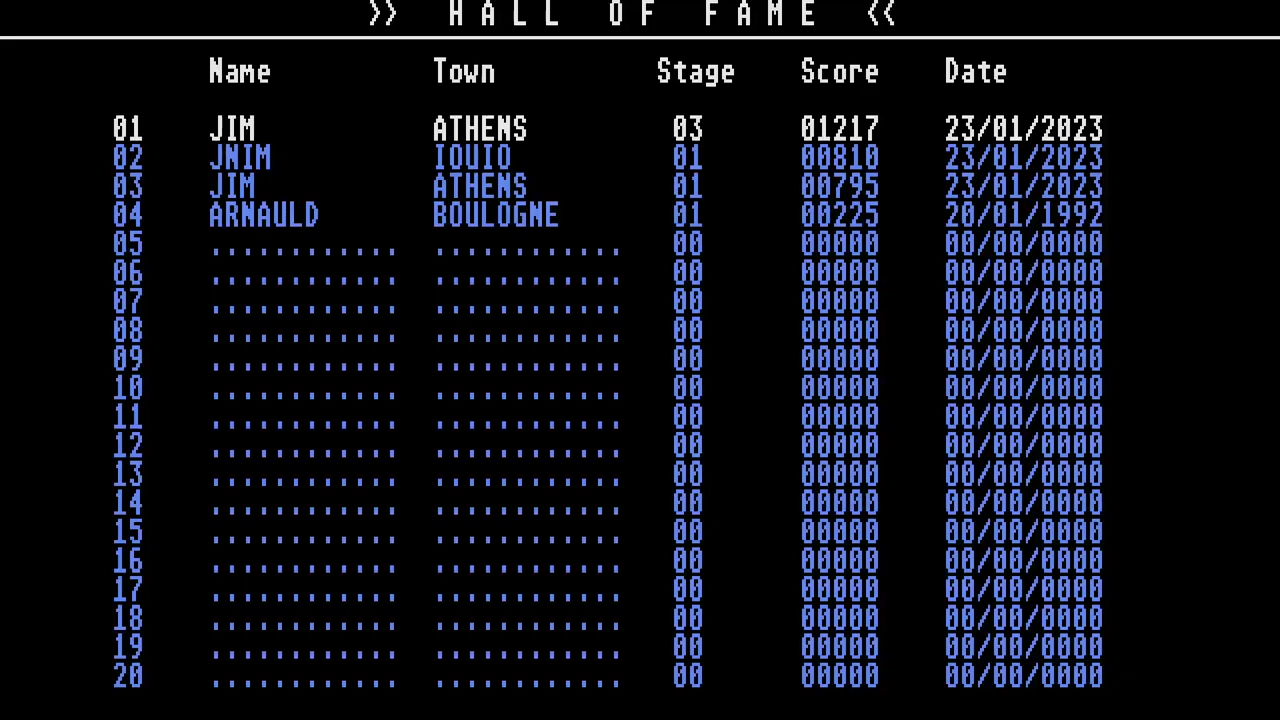 >> HALL OF FAME <<
Name Town Stage Score Date
01 JIM ATHENS 03 01217 23/01/2023
02 JNIM IOUIO 01 00810 23/01/2023
03 JIM ATHENS 01 00795 23/01/2023
04 ARNAULD BOULOGNE 01 00225 20/01/1992
05 ............ ............ 00 00000 00/00/0000
06 ............ ............ 00 00000 00/00/0000
07 ............ ............ 00 00000 00/00/0000
08 ............ ............ 00 00000 00/00/0000
09 ............ ............ 00 00000 00/00/0000
10 ............ ............ 00 00000 00/00/0000
11 ............ ............ 00 00000 00/00/0000
12 ............ ............ 00 00000 00/00/0000
13 ............ ............ 00 00000 00/00/0000
14 ............ ............ 00 00000 00/00/0000
15 ............ ............ 00 00000 00/00/0000
16 ............ ............ 00 00000 00/00/0000
17 ............ ............ 00 00000 00/00/0000
18 ............ ............ 00 00000 00/00/0000
19 ............ ............ 00 00000 00/00/0000
20 ............ ............ 00 00000 00/00/0000